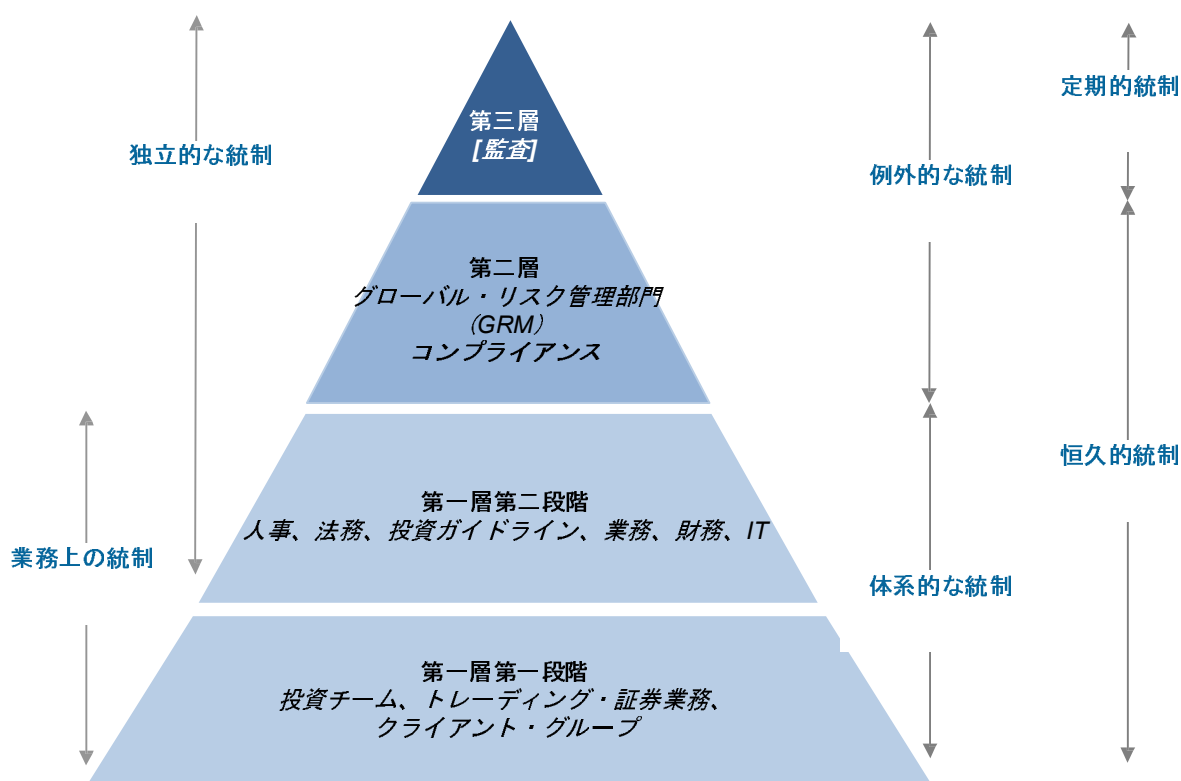 定期的統制
第三層
[監査]
独立的な統制
例外的な統制
第二層
グローバル・リスク管理部門
（GRM）
コンプライアンス
恒久的統制
第一層第二段階
人事、法務、投資ガイドライン、業務、財務、IT
業務上の統制
体系的な統制
第一層第一段階
投資チーム、トレーディング・証券業務、
クライアント・グループ